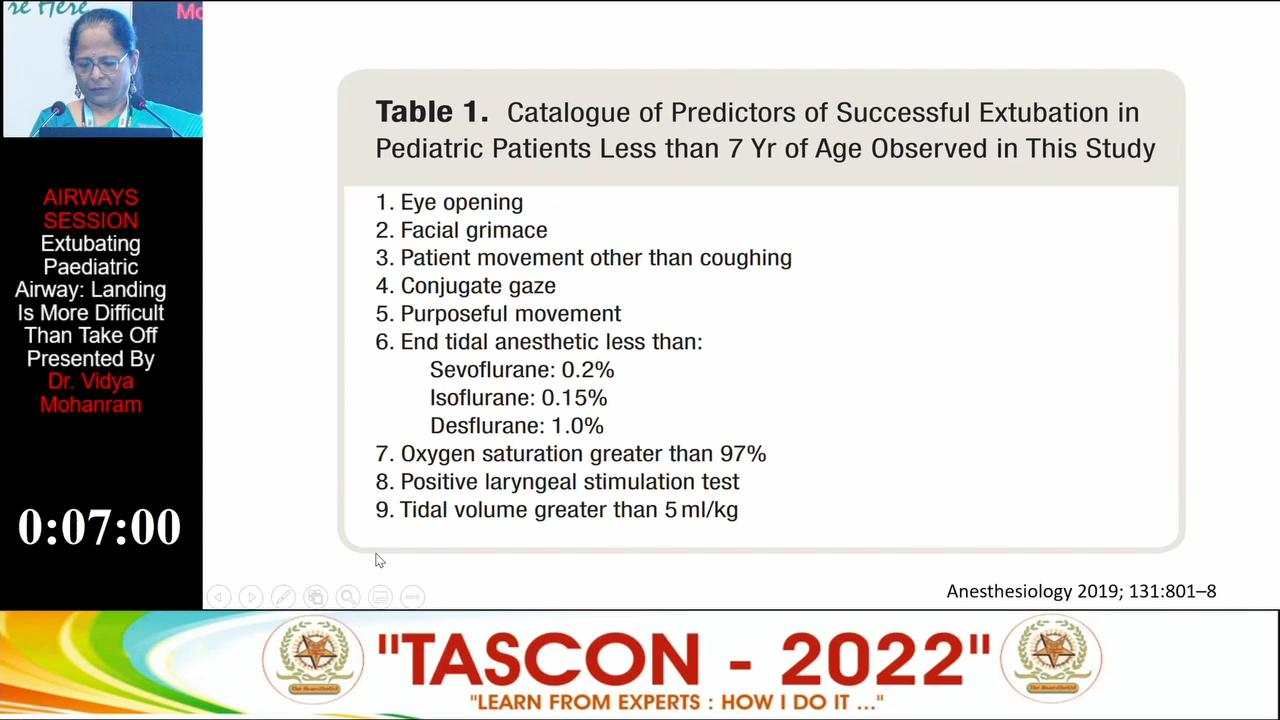 re Here
Mo
AIRWAYS
SESSION
Extubating
Paediatric
Airway: Landing
Is More Difficult
Than Take Off
Presented By
Dr. Vidya
Mohanram
0:07:00
Table 1. Catalogue of Predictors of Successful Extubation in
Pediatric Patients Less than 7 Yr of Age Observed in This Study
1. Eye opening
2. Facial grimace
3. Patient movement other than coughing
4. Conjugate gaze
5. Purposeful movement
6. End tidal anesthetic less than:
Sevoflurane: 0.2%
Isoflurane: 0.15%
Desflurane: 1.0%
7. Oxygen saturation greater than 97%
8. Positive laryngeal stimulation test
9. Tidal volume greater than 5 ml/kg
Anesthesiology 2019; 131:801–8
"TASCON - 2022"
"LEARN FROM EXPERTS : HOW I DO IT ..."